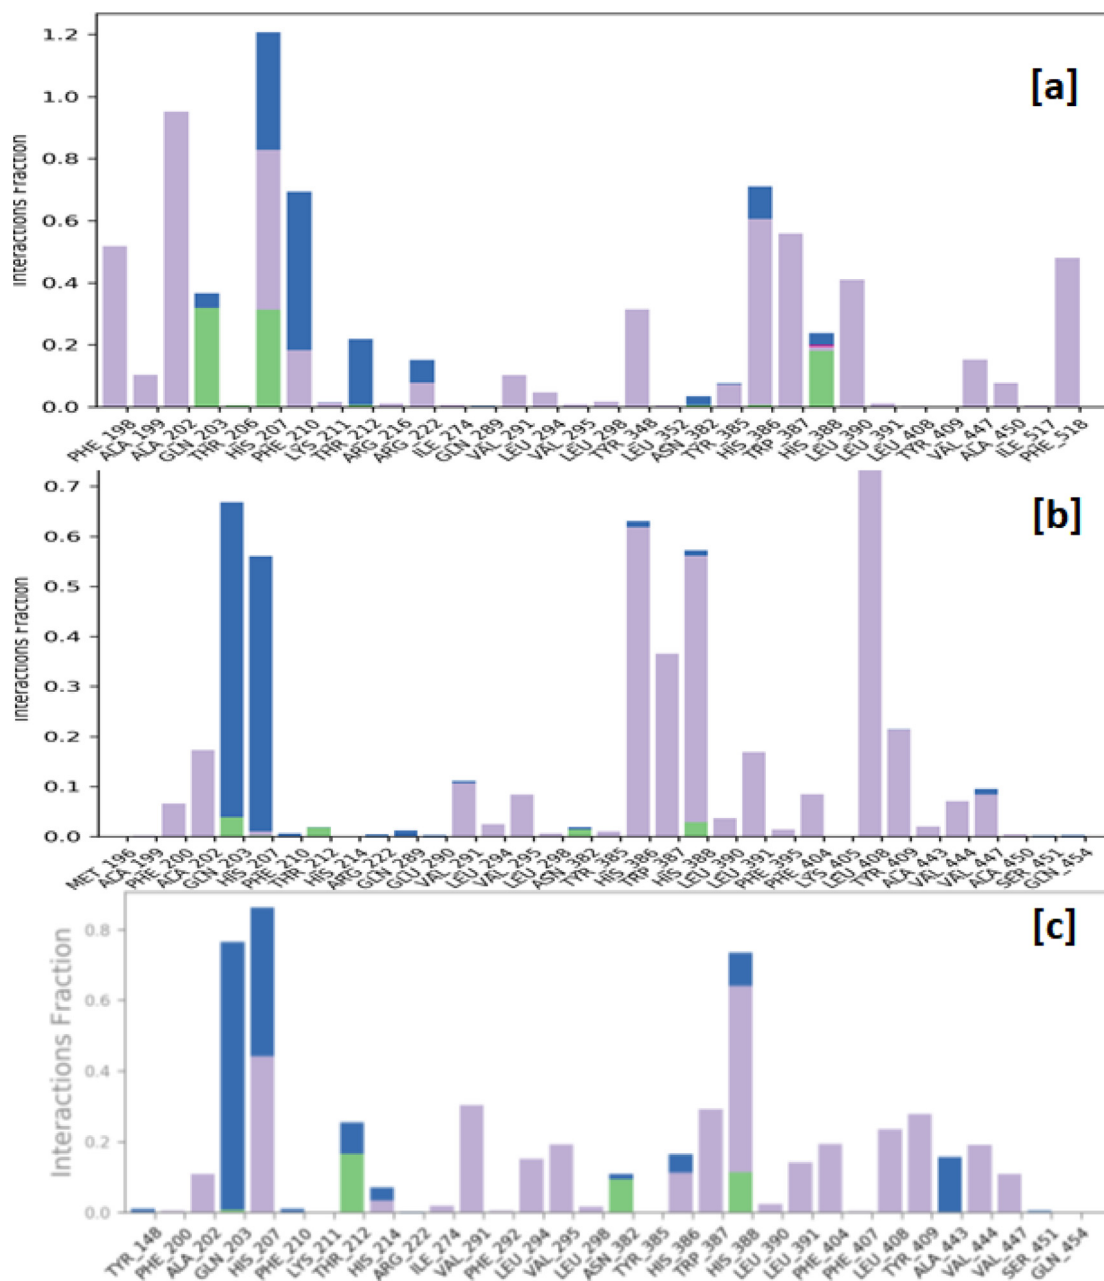 [a]
Interactions Fraction
1.2
1.0
0.8
0.6
0.4
0.2
0.0
PHE_198
ALA_199
ALA_202
GLN_203
THR_206
HIS_207
PHE_210
LYS_211
THR_212
ARG_216
ARG_222
ILE_274
GLN_289
VAL_291
LEU_294
VAL_295
LEU_298
TYR_348
LEU_352
ASN_382
TYR_385
HIS_386
TRP_387
HIS_388
LEU_390
LEU_391
LEU_408
TYR_409
VAL_447
ALA_450
ILE_517
PHE_518
[b]
Interactions Fraction
0.7
0.6
0.5
0.4
0.3
0.2
0.1
0.0
MET_196
ALA_199
PHE_200
ALA_202
GLN_203
HIS_207
PHE_210
THR_212
HIS_214
ARG_222
GLN_289
GLU_290
VAL_291
LEU_294
VAL_295
LEU_298
ASN_382
TYR_385
HIS_386
TRP_387
HIS_388
LEU_390
LEU_391
PHE_395
PHE_404
LYS_405
LEU_408
TYR_409
ALA_443
VAL_444
VAL_447
ALA_450
SER_451
GLN_454
[c]
Interactions Fraction
0.8
0.6
0.4
0.2
0.0
TYR_148
PHE_200
ALA_202
GLN_203
HIS_207
PHE_210
LYS_211
THR_212
HIS_214
ARG_222
ILE_274
VAL_291
PHE_292
LEU_294
VAL_295
LEU_298
ASN_382
TYR_385
HIS_386
TRP_387
HIS_388
LEU_390
LEU_391
PHE_404
PHE_407
LEU_408
TYR_409
ALA_443
VAL_444
VAL_447
SER_451
GLN_454